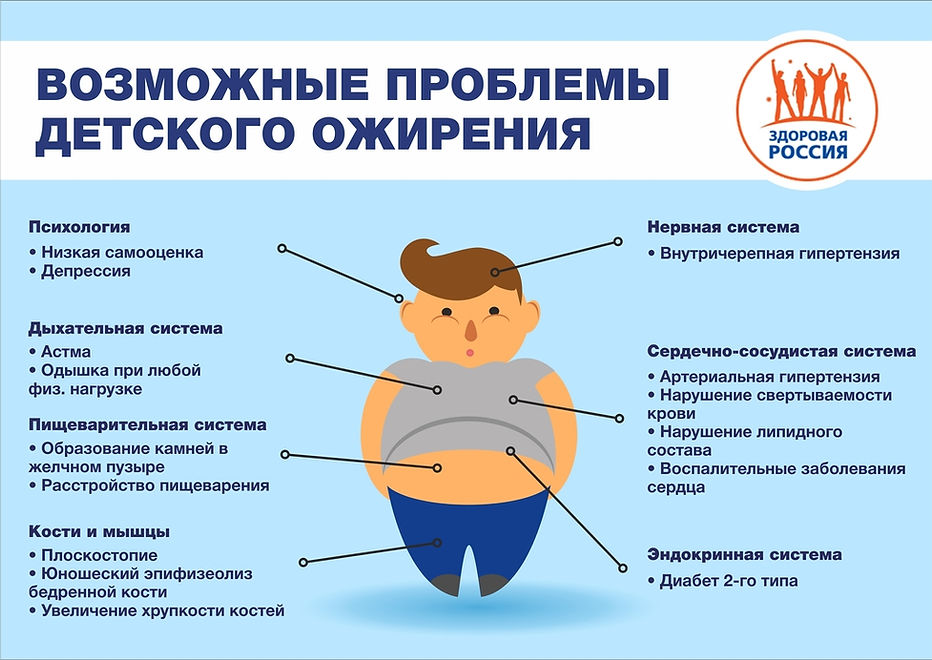 ВОЗМОЖНЫЕ ПРОБЛЕМЫ
ДЕТСКОГО ОЖИРЕНИЯ
ЗДОРОВАЯ
РОССИЯ
Психология
• Низкая самооценка
• Депрессия
Дыхательная система
• Астма
• Одышка при любой
физ. нагрузке
Пищеварительная система
• Образование камней в
желчном пузыре
• Расстройство пищеварения
Кости и мышцы
• Плоскостопие
• Юношеский эпифизеолиз
бедренной кости
• Увеличение хрупкости костей
Нервная система
• Внутричерепная гипертензия
Сердечно-сосудистая система
• Артериальная гипертензия
• Нарушение свертываемости
крови
• Нарушение липидного
состава
• Воспалительные заболевания
сердца
Эндокринная система
• Диабет 2-го типа